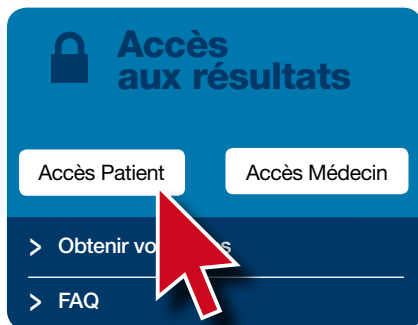 Accès
aux résultats
Accès Patient
Accès Médecin
> Obtenir
> FAQ